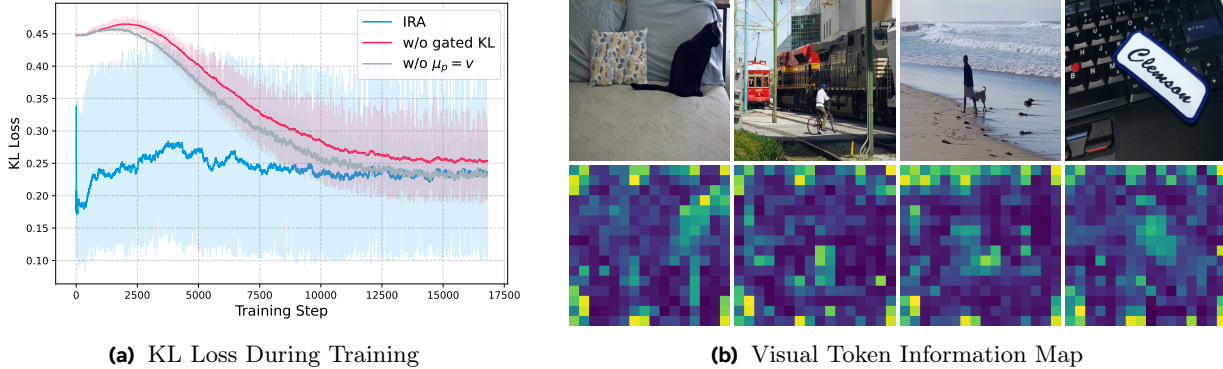 IRA
w/o gated KL
w/o μₚ = v
0.45
0.40
0.35
0.30
0.25
0.20
0.15
0.10
KL Loss
0 2500 5000 7500 10000 12500 15000 17500
Training Step
(a) KL Loss During Training
Clemson
(b) Visual Token Information Map